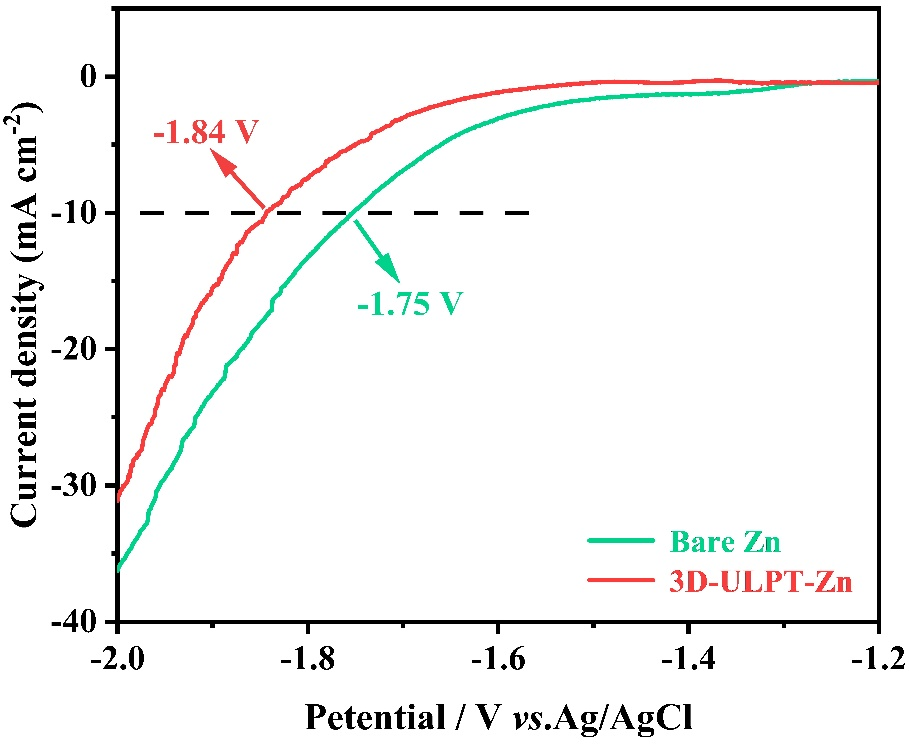 0
-10
-20
-30
-40
Current density (mA cm⁻²)
-1.84 V
-1.75 V
Bare Zn
3D-ULPT-Zn
-2.0 -1.8 -1.6 -1.4 -1.2
Petential / V vs.Ag/AgCl